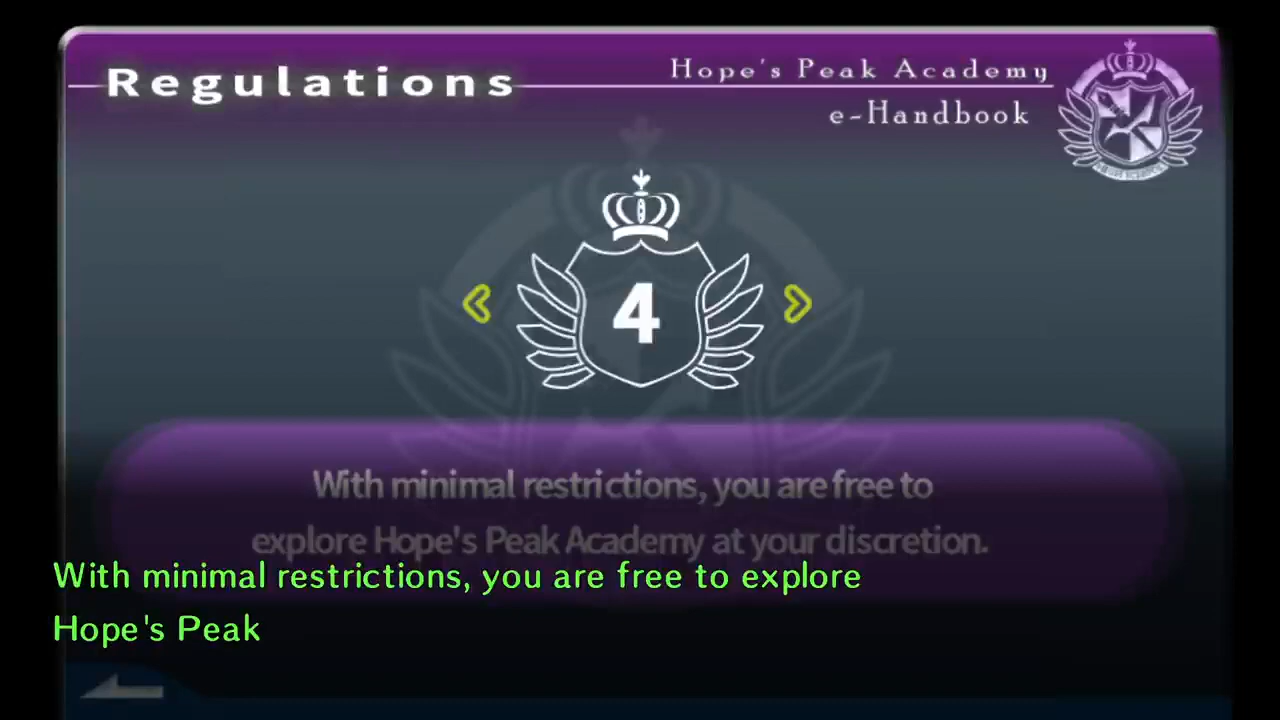 Regulations
Hope's Peak Academy
e-Handbook
4
With minimal restrictions, you are free to
explore Hope's Peak Academy at your discretion.
With minimal restrictions, you are free to explore
Hope's Peak